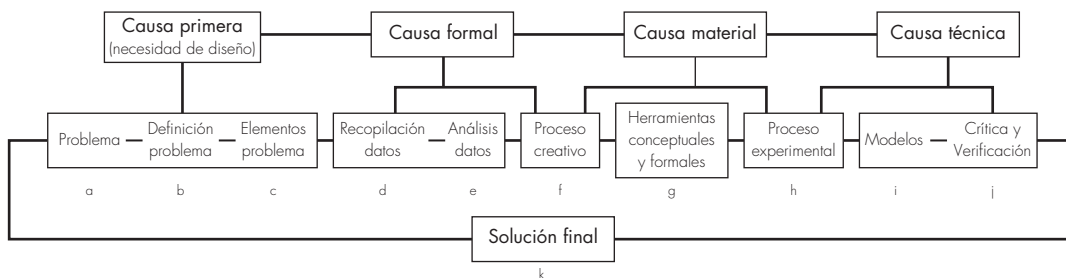 Causa primera
(necesidad de diseño)
Causa formal
Causa material
Causa técnica
Problema
Definición
problema
Elementos
problema
Recopilación
datos
Análisis
datos
Proceso
creativo
Herramientas
conceptuales
y formales
Proceso
experimental
Modelos
Crítica y
Verificación
a
b
c
d
e
f
g
h
i
j
Solución final
k